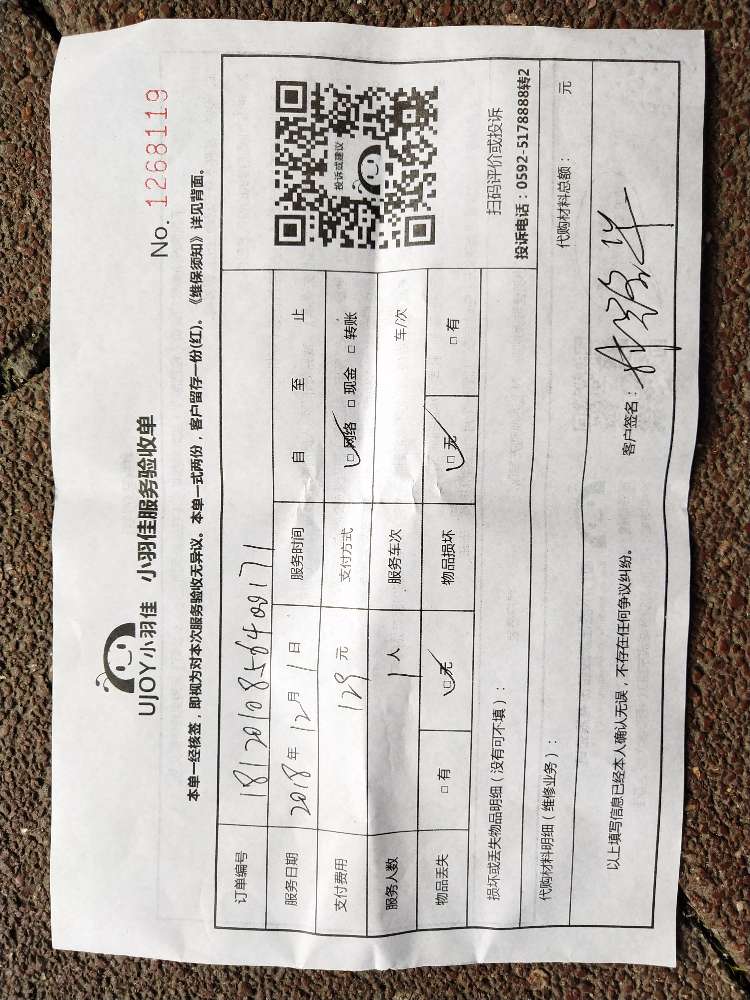 UJOY小羽佳 小羽佳服务验收单
No. 1268119
本单一经核签，即视为对本次服务验收无异议。本单一式两份，客户留存一份(红)。《维保须知》详见背面。
订单编号 1812010856400171
服务日期 2018年 12月 1日 服务时间 自 至 止
支付费用 129 元 支付方式 □网络 □现金 □转账
服务人数 1人 服务车次 车/次
物品丢失 □有 □无 物品损坏 □无 □有
投诉或建议
扫码评价或投诉
投诉电话：0592-5178888转2
损坏或丢失物品明细（没有可不填）：
代购材料明细（维修业务）： 代购材料总额： 元
以上填写信息已经本人确认无误，不存在任何争议纠纷。 客户签名：